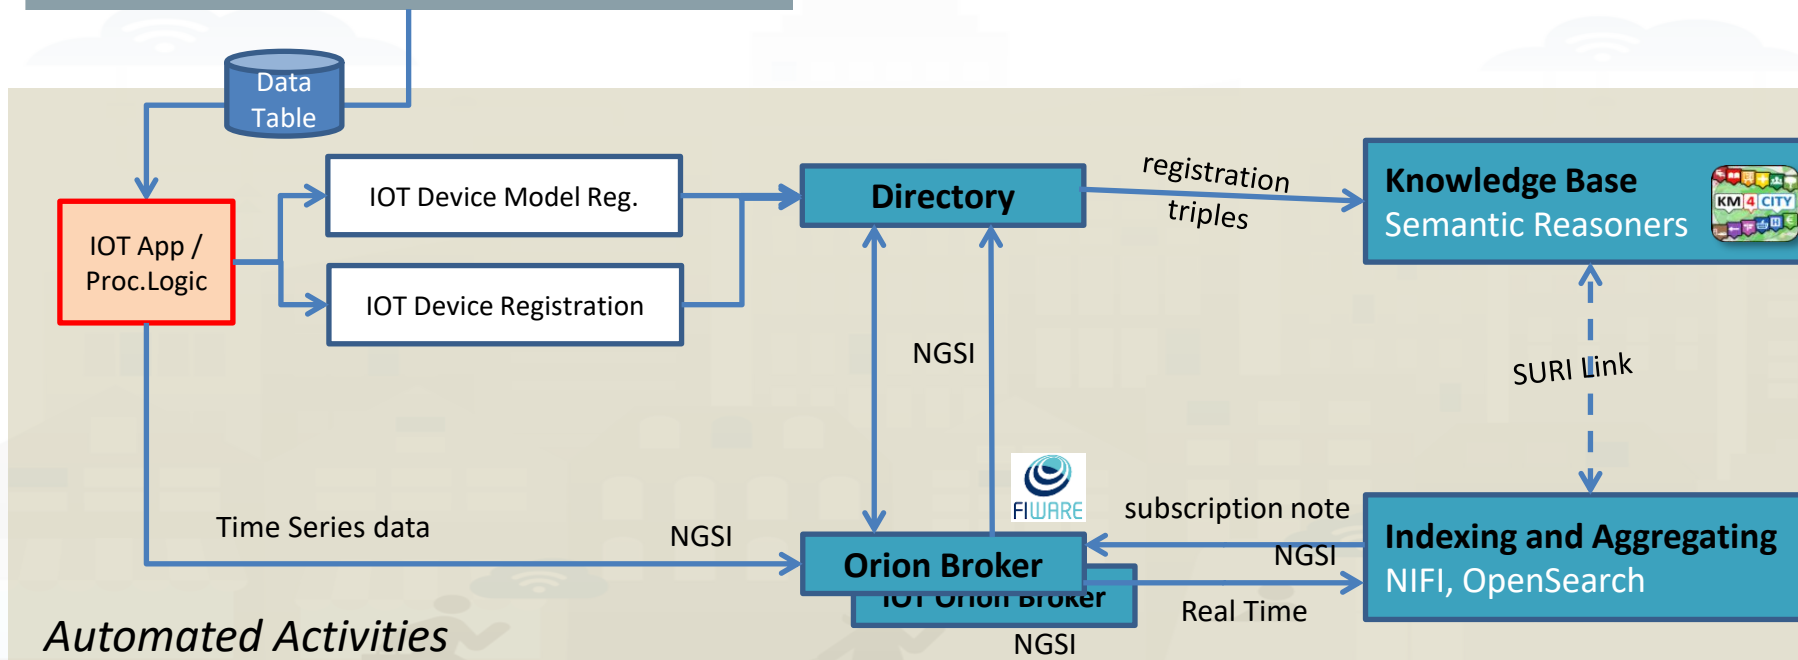 Data
Table
IOT App /
Proc.Logic
IOT Device Model Reg.
IOT Device Registration
Directory
registration
triples
Knowledge Base
Semantic Reasoners
KM 4 CITY
NGSI
SURI Link
FIWARE
Time Series data
NGSI
subscription note
NGSI
Orion Broker
IOT Orion Broker
Real Time
NGSI
Indexing and Aggregating
NIFI, OpenSearch
Automated Activities